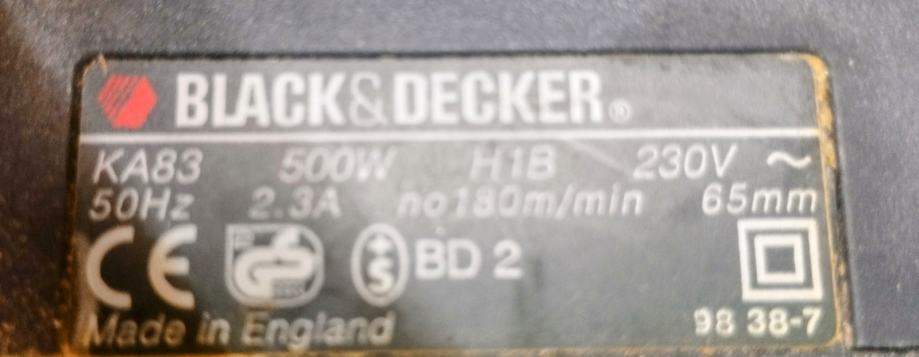 BLACK&DECKER®
KA83 500W H1B 230V ~
50Hz 2.3A no180m/min 65mm
CE S BD 2
Made in England 98 38-7